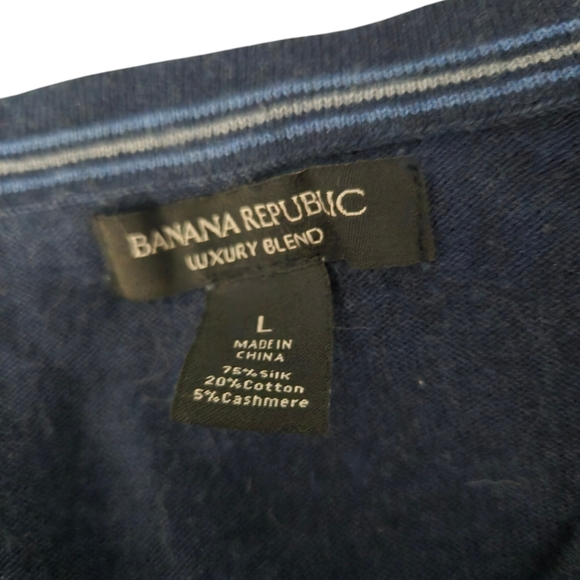 BANANA REPUBLIC
LUXURY BLEND
L
MADE IN
CHINA
75% Silk
20% Cotton
5% Cashmere